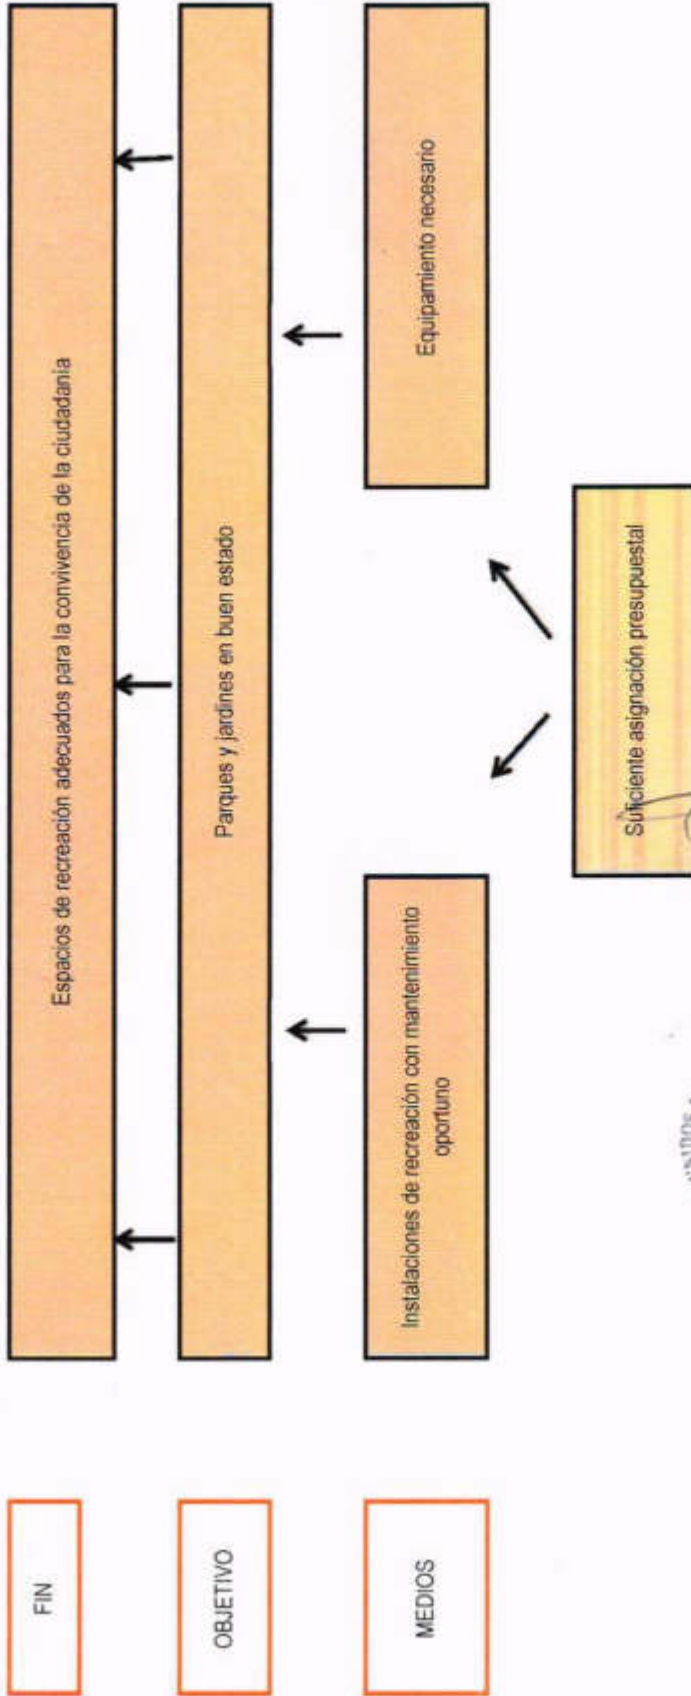 FIN
Espacios de recreación adecuados para la convivencia de la ciudadanía
OBJETIVO
Parques y jardines en buen estado
MEDIOS
Instalaciones de recreación con mantenimiento
oportuno
Equipamiento necesario
Suficiente asignación presupuestal